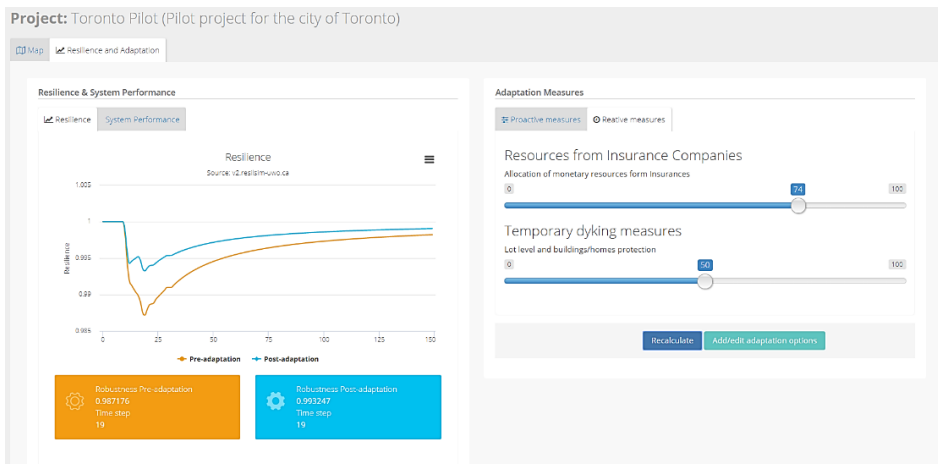 Project: Toronto Pilot (Pilot project for the city of Toronto)
Map
Resilience and Adaptation
Resilience & System Performance
Resilience
System Performance
Resilience
Source: v2.resilsim-uwo.ca
1.005
1
0.995
0.99
0.985
Resilience
0
25
50
75
100
125
150
Pre-adaptation
Post-adaptation
Robustness Pre-adaptation
0.987176
Time step
19
Robustness Post-adaptation
0.993247
Time step
19
Adaptation Measures
Proactive measures
Reative measures
Resources from Insurance Companies
Allocation of monetary resources form Insurances
0
74
100
Temporary dyking measures
Lot level and buildings/homes protection
0
50
100
Recalculate
Add/edit adaptation options